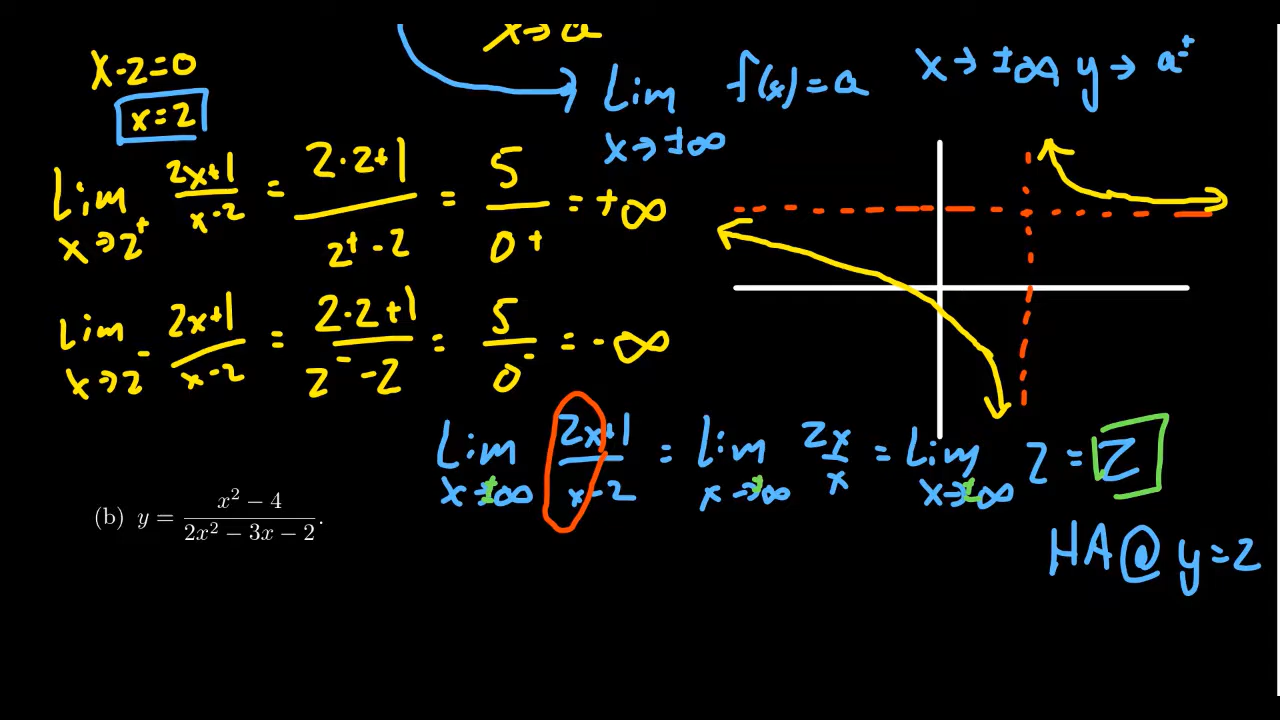 x→a
x-2=0
x=2
Lim x→±∞ f(x)=a
x→±∞ y→a±
Lim x→2⁺ 2x+1/x-2 = 2·2+1/2⁺-2 = 5/0⁺ = +∞
Lim x→2⁻ 2x+1/x-2 = 2·2+1/2⁻-2 = 5/0⁻ = -∞
Lim x→±∞ 2x+1/x-2 = Lim x→±∞ 2x/x = Lim x→±∞ 2 = 2
HA@ y=2
(b) y = x² − 4/2x² − 3x − 2.